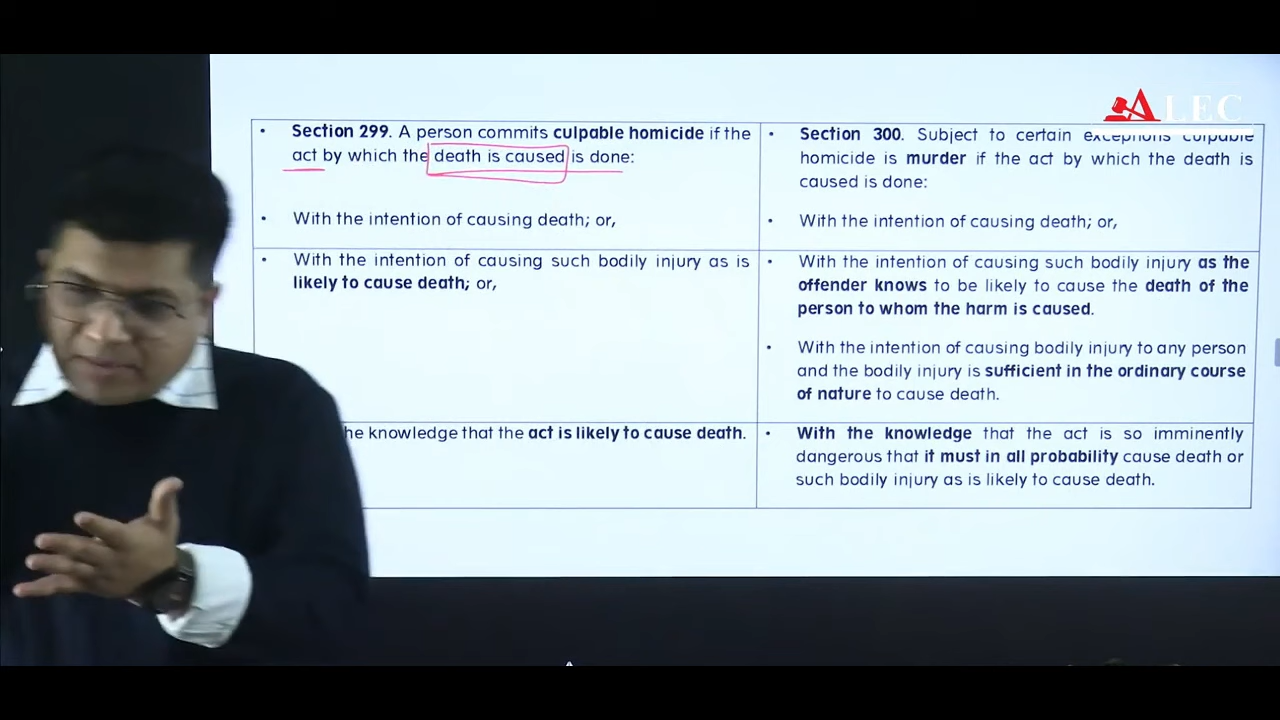 ALEC
• Section 299. A person commits culpable homicide if the
act by which the death is caused is done:
• With the intention of causing death; or,
• With the intention of causing such bodily injury as is
likely to cause death; or,
he knowledge that the act is likely to cause death.
• Section 300. Subject to certain exceptions culpable
homicide is murder if the act by which the death is
caused is done:
• With the intention of causing death; or,
• With the intention of causing such bodily injury as the
offender knows to be likely to cause the death of the
person to whom the harm is caused.
• With the intention of causing bodily injury to any person
and the bodily injury is sufficient in the ordinary course
of nature to cause death.
• With the knowledge that the act is so imminently
dangerous that it must in all probability cause death or
such bodily injury as is likely to cause death.